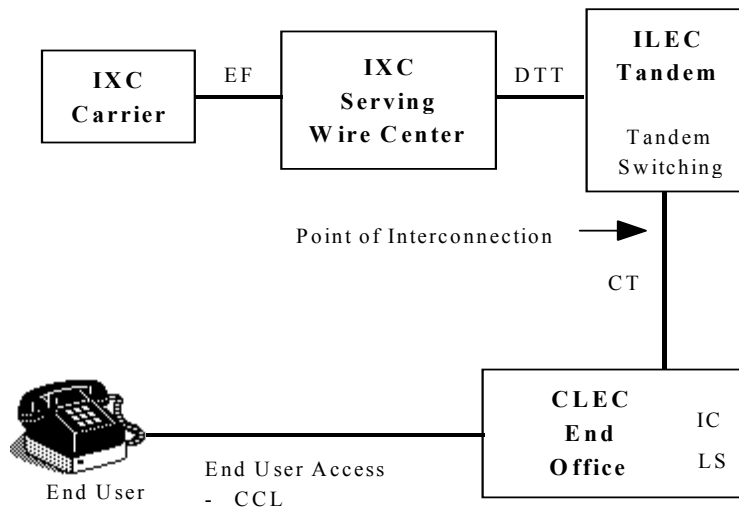 IXC
Carrier
EF
IXC
Serving
Wire Center
DTT
ILEC
Tandem
Tandem
Switching
Point of Interconnection
CT
CLEC
End
Office
IC
LS
End User
End User Access
- CCL